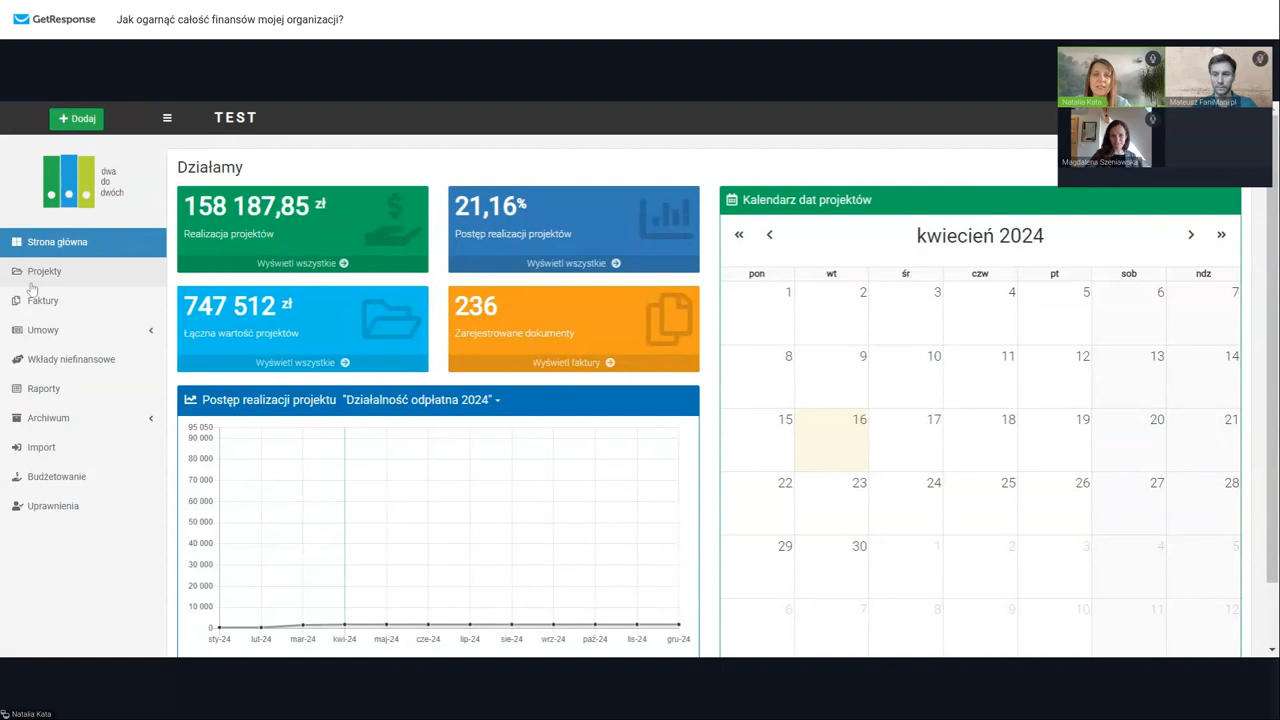 GetResponse
Jak ogarnąć całość finansów mojej organizacji?
Natalia Kata
Mateusz FaniMani.pl
Magdalena Szeniawska
+ Dodaj
TEST
dwa
do
dwóch
Strona główna
Projekty
Faktury
Umowy
Wkłady niefinansowe
Raporty
Archiwum
Import
Budżetowanie
Uprawnienia
Działamy
158 187,85 zł
Realizacja projektów
Wyświetl wszystkie
21,16%
Postęp realizacji projektów
Wyświetl wszystkie
747 512 zł
Łączna wartość projektów
Wyświetl wszystkie
236
Zarejestrowane dokumenty
Wyświetl faktury
Postęp realizacji projektu "Działalność odpłatna 2024"
95 050
90 000
80 000
70 000
60 000
50 000
40 000
30 000
20 000
10 000
0
sty-24 lut-24 mar-24 kwi-24 maj-24 cze-24 lip-24 sie-24 wrz-24 paź-24 lis-24 gru-24
Kalendarz dat projektów
« ‹ kwiecień 2024 › »
pon wt śr czw pt sob ndz
1 2 3 4 5 6 7
8 9 10 11 12 13 14
15 16 17 18 19 20 21
22 23 24 25 26 27 28
29 30 1 2 3 4 5
6 7 8 9 10 11 12
Natalia Kata